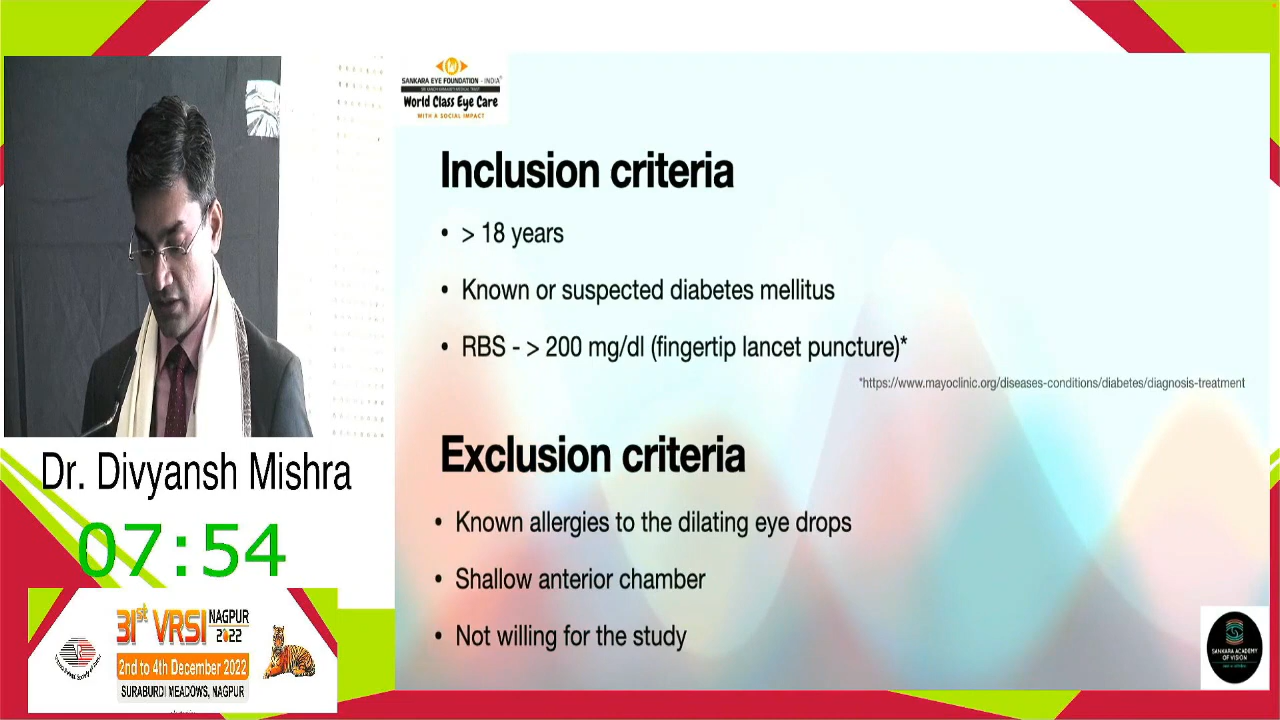 SANKARA EYE FOUNDATION - INDIA
World Class Eye Care
WITH A SOCIAL IMPACT
Inclusion criteria
• > 18 years
• Known or suspected diabetes mellitus
• RBS - > 200 mg/dl (fingertip lancet puncture)*
*https://www.mayoclinic.org/diseases-conditions/diabetes/diagnosis-treatment
Exclusion criteria
• Known allergies to the dilating eye drops
• Shallow anterior chamber
• Not willing for the study
Dr. Divyansh Mishra
07:54
31st VRSI NAGPUR 2022
2nd to 4th December 2022
SURABURDI MEADOWS, NAGPUR
SANKARA ACADEMY
OF VISION